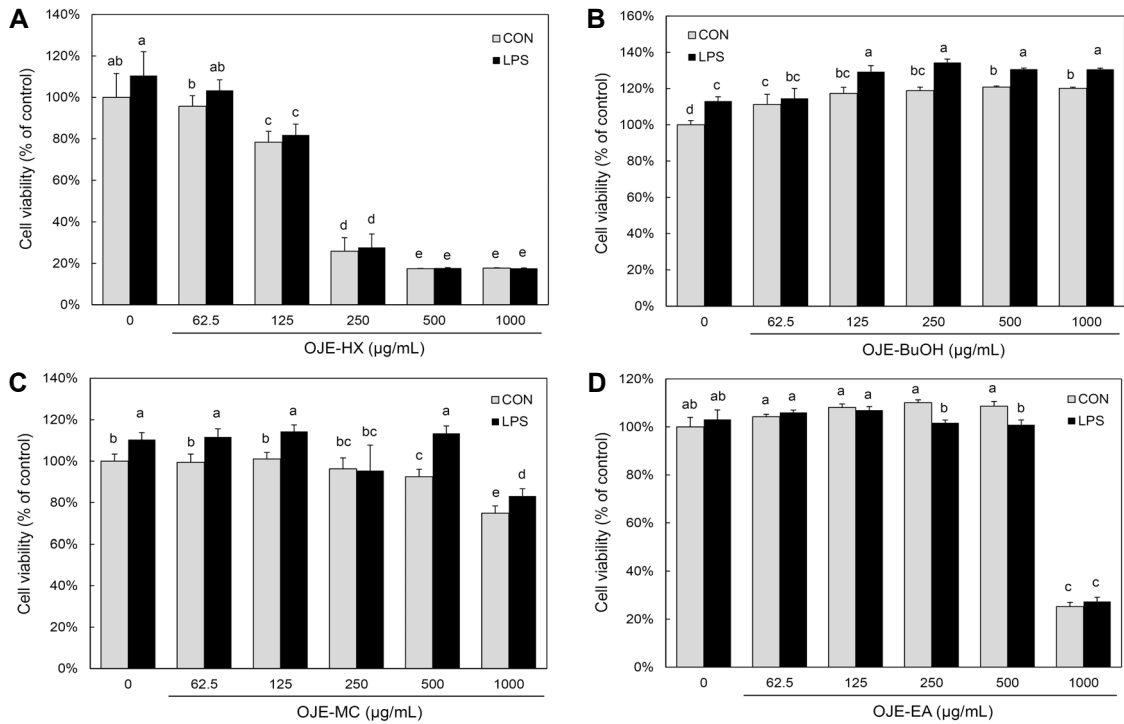 A
140%
120%
100%
80%
60%
40%
20%
0%
Cell viability (% of control)
CON
LPS
ab a b ab c c d d e e e e
0 62.5 125 250 500 1000
OJE-HX (µg/mL)
B
160%
140%
120%
100%
80%
60%
40%
20%
0%
Cell viability (% of control)
CON
LPS
d c c bc bc a bc a b a b a
0 62.5 125 250 500 1000
OJE-BuOH (µg/mL)
C
140%
120%
100%
80%
60%
40%
20%
0%
Cell viability (% of control)
CON
LPS
b a b a b a bc bc c a e d
0 62.5 125 250 500 1000
OJE-MC (µg/mL)
D
120%
100%
80%
60%
40%
20%
0%
Cell viability (% of control)
CON
LPS
ab a a a a a a b a b c c
0 62.5 125 250 500 1000
OJE-EA (µg/mL)